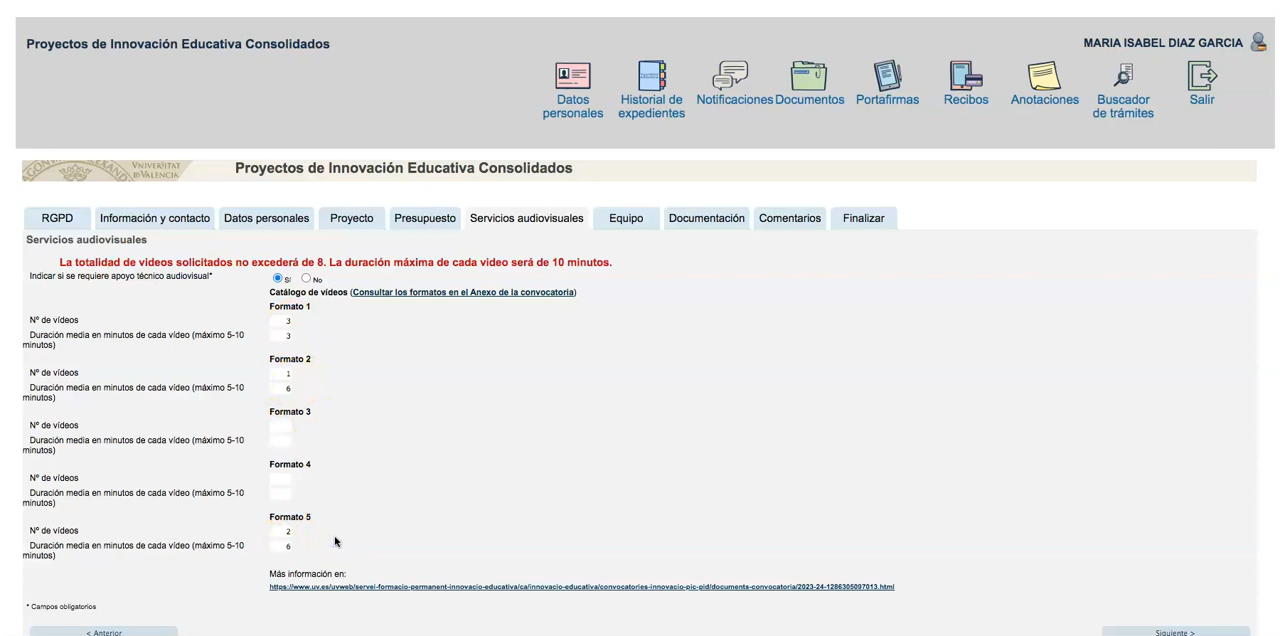 Proyectos de Innovación Educativa Consolidados
MARIA ISABEL DIAZ GARCIA
Datos personales
Historial de expedientes
Notificaciones
Documentos
Portafirmas
Recibos
Anotaciones
Buscador de trámites
Salir
VNIVERSITAT
ID VALÈNCIA
Proyectos de Innovación Educativa Consolidados
RGPD
Información y contacto
Datos personales
Proyecto
Presupuesto
Servicios audiovisuales
Equipo
Documentación
Comentarios
Finalizar
Servicios audiovisuales
La totalidad de videos solicitados no excederá de 8. La duración máxima de cada video será de 10 minutos.
Indicar si se requiere apoyo técnico audiovisual*
Sí No
Catálogo de vídeos (Consultar los formatos en el Anexo de la convocatoria)
Formato 1
Nº de vídeos 3
Duración media en minutos de cada vídeo (máximo 5-10 3
minutos)
Formato 2
Nº de vídeos 1
Duración media en minutos de cada vídeo (máximo 5-10 6
minutos)
Formato 3
Nº de vídeos
Duración media en minutos de cada vídeo (máximo 5-10
minutos)
Formato 4
Nº de vídeos
Duración media en minutos de cada vídeo (máximo 5-10
minutos)
Formato 5
Nº de vídeos 2
Duración media en minutos de cada vídeo (máximo 5-10 6
minutos)
Más información en:
https://www.uv.es/uvweb/servei-formacio-permanent-innovacio-educativa/ca/innovacio-educativa/convocatories-innovacio-pic-pid/documents-convocatoria/2023-24-1286305097013.html
* Campos obligatorios
< Anterior
Siguiente >